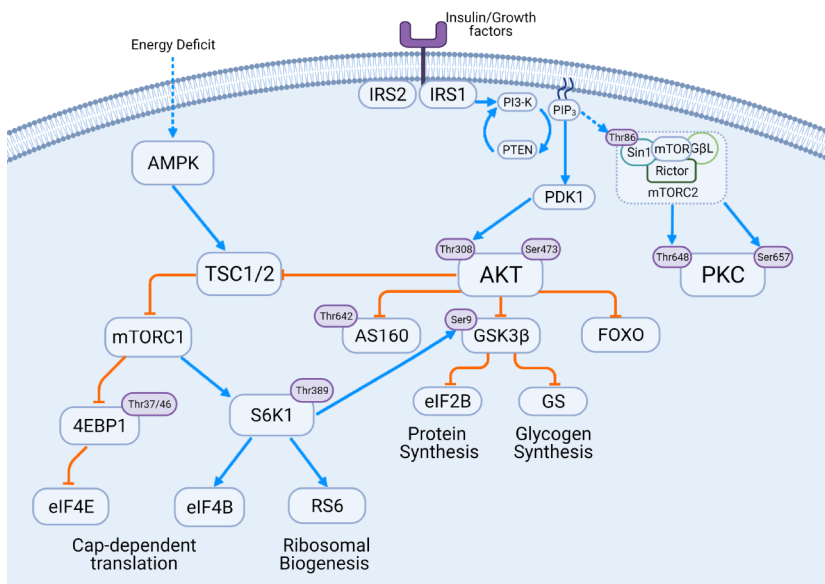 Insulin/Growth
factors
Energy Deficit
IRS2
IRS1
PI3-K
PIP3
PTEN
Thr86
Sin1
mTOR
GβL
Rictor
mTORC2
AMPK
PDK1
Thr308
Ser473
AKT
Thr648
Ser657
PKC
TSC1/2
Thr642
AS160
Ser9
GSK3β
FOXO
mTORC1
Thr389
S6K1
Thr37/46
4EBP1
eIF2B
GS
Protein
Synthesis
Glycogen
Synthesis
eIF4E
eIF4B
RS6
Cap-dependent
translation
Ribosomal
Biogenesis